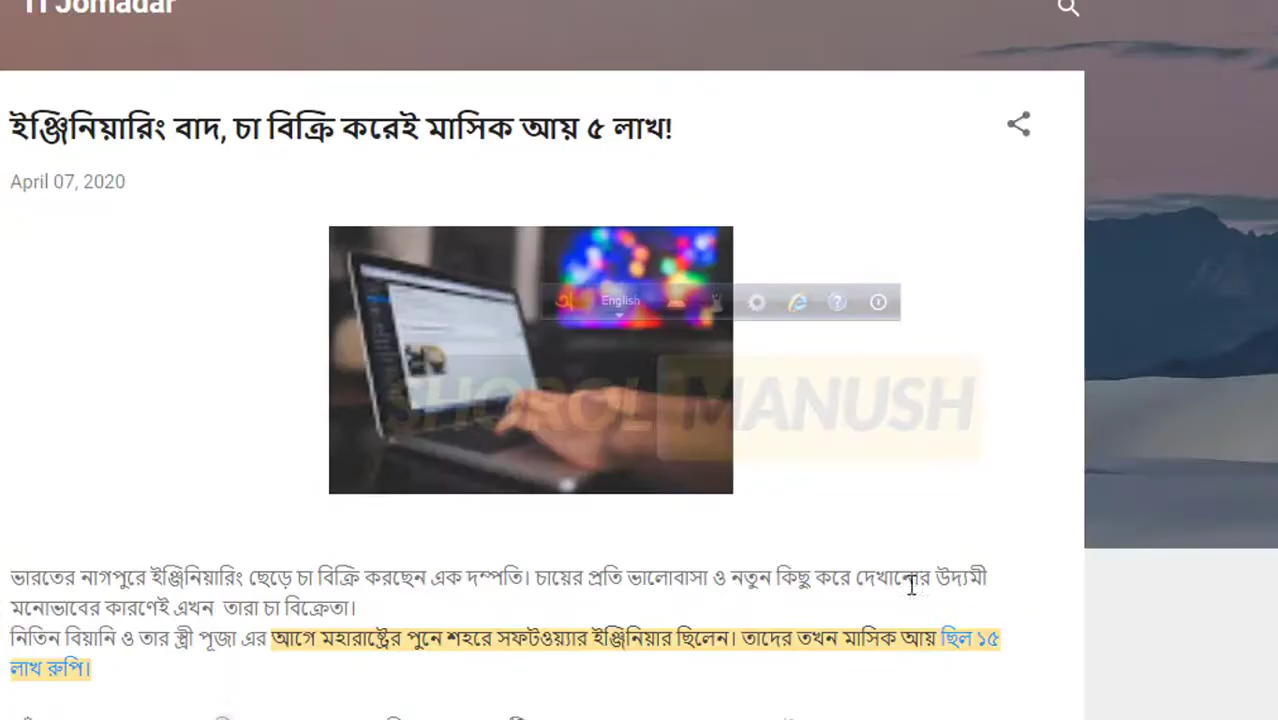 TI Jomadar
ইঞ্জিনিয়ারিং বাদ, চা বিক্রি করেই মাসিক আয় ৫ লাখ!
April 07, 2020
English
SHOROL MANUSH
ভারতের নাগপুরে ইঞ্জিনিয়ারিং ছেড়ে চা বিক্রি করছেন এক দম্পতি। চায়ের প্রতি ভালোবাসা ও নতুন কিছু করে দেখানোর উদ্যমী
মনোভাবের কারণেই এখন তারা চা বিক্রেতা।
নিতিন বিয়ানি ও তার স্ত্রী পূজা এর আগে মহারাষ্ট্রের পুনে শহরে সফটওয়্যার ইঞ্জিনিয়ার ছিলেন। তাদের তখন মাসিক আয় ছিল ১৫
লাখ রুপি।